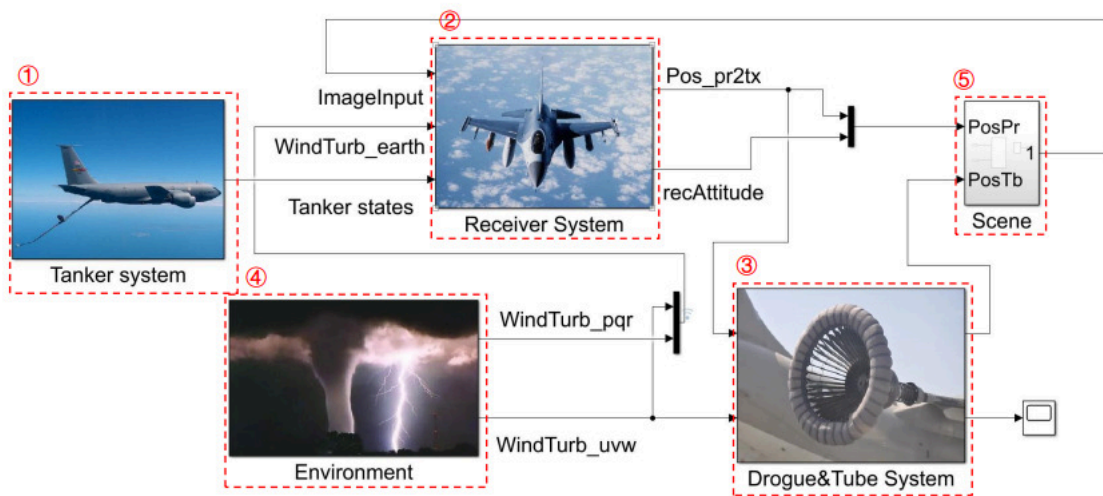 ①
Tanker system
②
ImageInput
WindTurb_earth
Tanker states
Receiver System
Pos_pr2tx
recAttitude
⑤
PosPr
PosTb
1
Scene
④
WindTurb_pqr
WindTurb_uvw
Environment
③
Drogue&Tube System